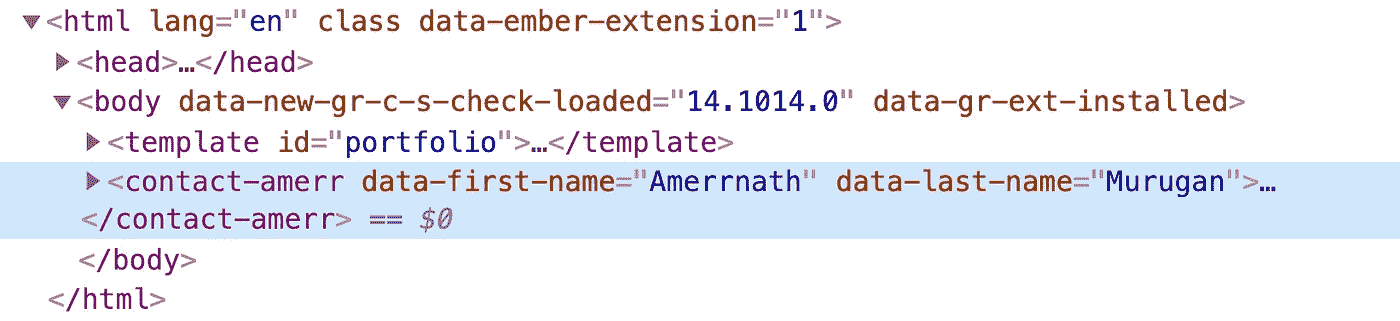 ▼<html lang="en" class data-ember-extension="1">
▶<head>…</head>
▼<body data-new-gr-c-s-check-loaded="14.1014.0" data-gr-ext-installed>
▶<template id="portfolio">…</template>
▶<contact-amerr data-first-name="Amerrnath" data-last-name="Murugan">…
</contact-amerr> == $0
</body>
</html>